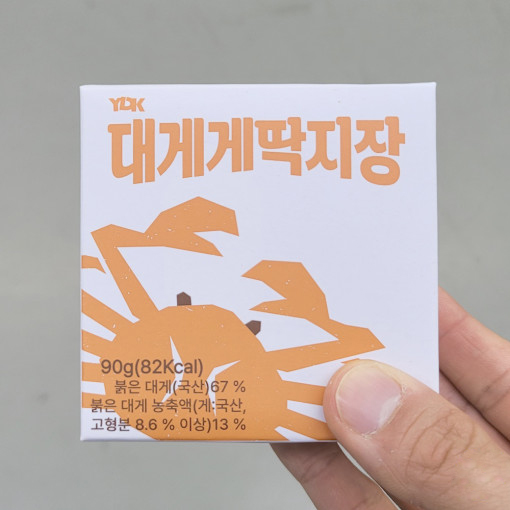 YDK
대게게딱지장
90g(82Kcal)
붉은 대게(국산)67 %
붉은 대게 농축액(게:국산,
고형분 8.6 % 이상)13 %